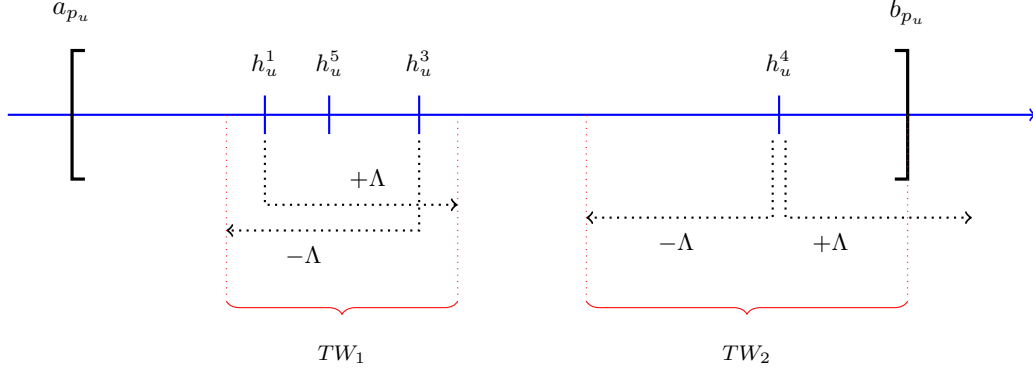 a_{p_u} b_{p_u}
h_u^1 h_u^5 h_u^3 h_u^4
+Λ
−Λ −Λ +Λ
TW_1 TW_2